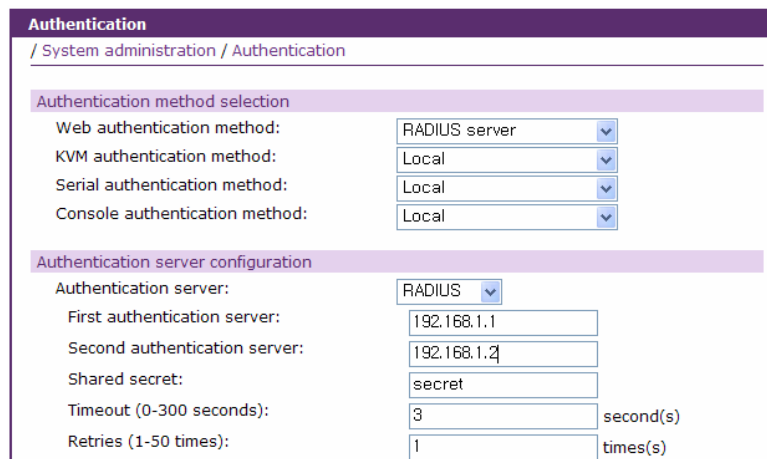 Authentication
/ System administration / Authentication
Authentication method selection
Web authentication method: RADIUS server
KVM authentication method: Local
Serial authentication method: Local
Console authentication method: Local
Authentication server configuration
Authentication server: RADIUS
First authentication server: 192.168.1.1
Second authentication server: 192.168.1.2
Shared secret: secret
Timeout (0-300 seconds): 3 second(s)
Retries (1-50 times): 1 times(s)